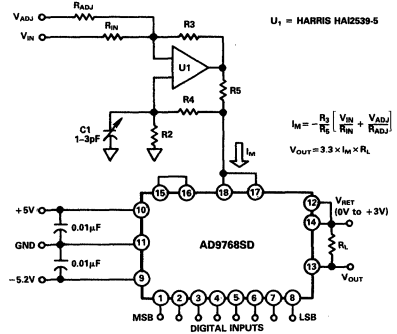 VADJ
RADJ
VIN
RIN
R3
U1 = HARRIS HAI2539-5
U1
R5
R4
C1
1–3pF
R2
IM = -R3/R5 [VIN/RIN + VADJ/RADJ]
VOUT = 3.3 × IM × RL
IM
15
16
18
17
+5V
10
12
VRET
(0V to +3V)
0.01µF
14
GND
11
AD9768SD
RL
0.01µF
13
-5.2V
9
VOUT
1
2
3
4
5
6
7
8
MSB
LSB
DIGITAL INPUTS